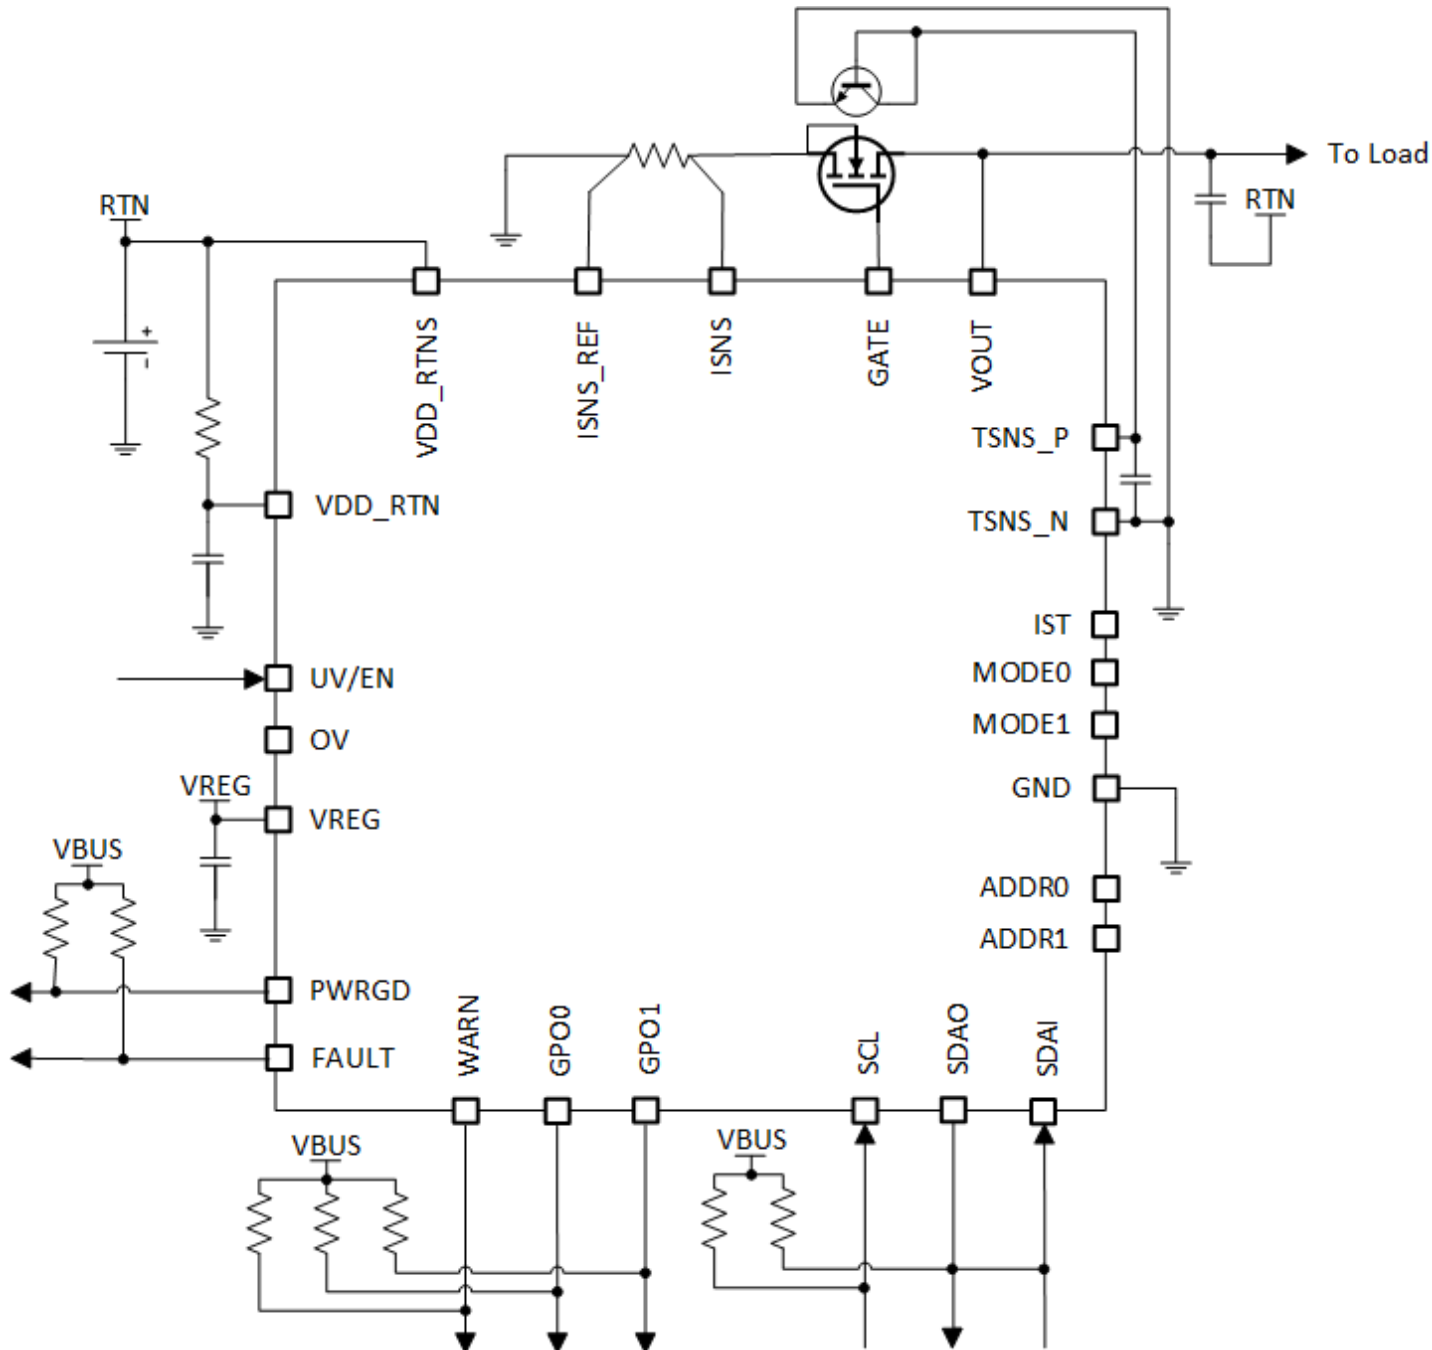 To Load
RTN
RTN
VDD_RTNS
ISNS_REF
ISNS
GATE
VOUT
+
-
TSNS_P
VDD_RTN
TSNS_N
IST
UV/EN
MODE0
OV
MODE1
VREG
GND
VREG
VBUS
ADDR0
ADDR1
PWRGD
FAULT
WARN
GPO0
GPO1
SCL
SDAO
SDAI
VBUS
VBUS